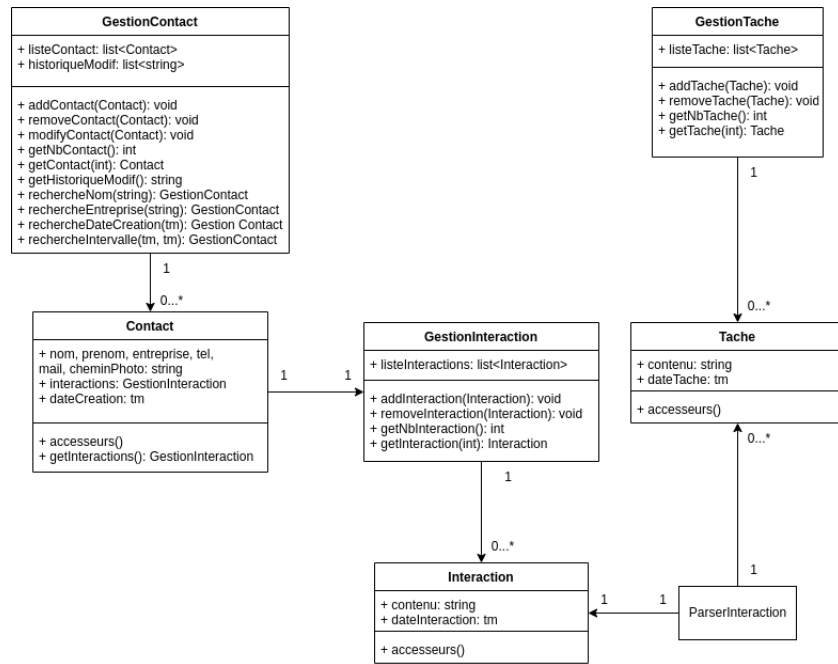 GestionContact
+ listeContact: list<Contact>
+ historiqueModif: list<string>
+ addContact(Contact): void
+ removeContact(Contact): void
+ modifyContact(Contact): void
+ getNbContact(): int
+ getContact(int): Contact
+ getHistoriqueModif(): string
+ rechercheNom(string): GestionContact
+ rechercheEntreprise(string): GestionContact
+ rechercheDateCreation(tm): Gestion Contact
+ rechercheIntervalle(tm, tm): GestionContact
1
0...*
GestionTache
+ listeTache: list<Tache>
+ addTache(Tache): void
+ removeTache(Tache): void
+ getNbTache(): int
+ getTache(int): Tache
1
0...*
Contact
+ nom, prenom, entreprise, tel,
mail, cheminPhoto: string
+ interactions: GestionInteraction
+ dateCreation: tm
+ accesseurs()
+ getInteractions(): GestionInteraction
1
1
GestionInteraction
+ listeInteractions: list<Interaction>
+ addInteraction(Interaction): void
+ removeInteraction(Interaction): void
+ getNbInteraction(): int
+ getInteraction(int): Interaction
1
0...*
Tache
+ contenu: string
+ dateTache: tm
+ accesseurs()
0...*
1
Interaction
+ contenu: string
+ dateInteraction: tm
+ accesseurs()
1
1
ParserInteraction